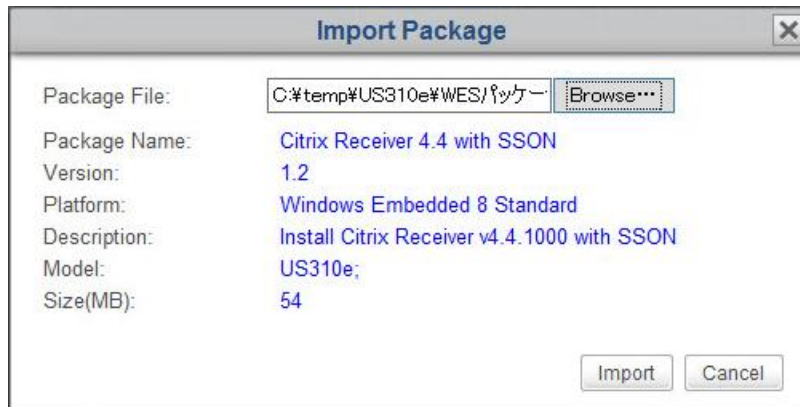 Import Package
Package File: C:¥temp¥US310e¥WES/パッケー Browse…
Package Name: Citrix Receiver 4.4 with SSON
Version: 1.2
Platform: Windows Embedded 8 Standard
Description: Install Citrix Receiver v4.4.1000 with SSON
Model: US310e;
Size(MB): 54
Import Cancel